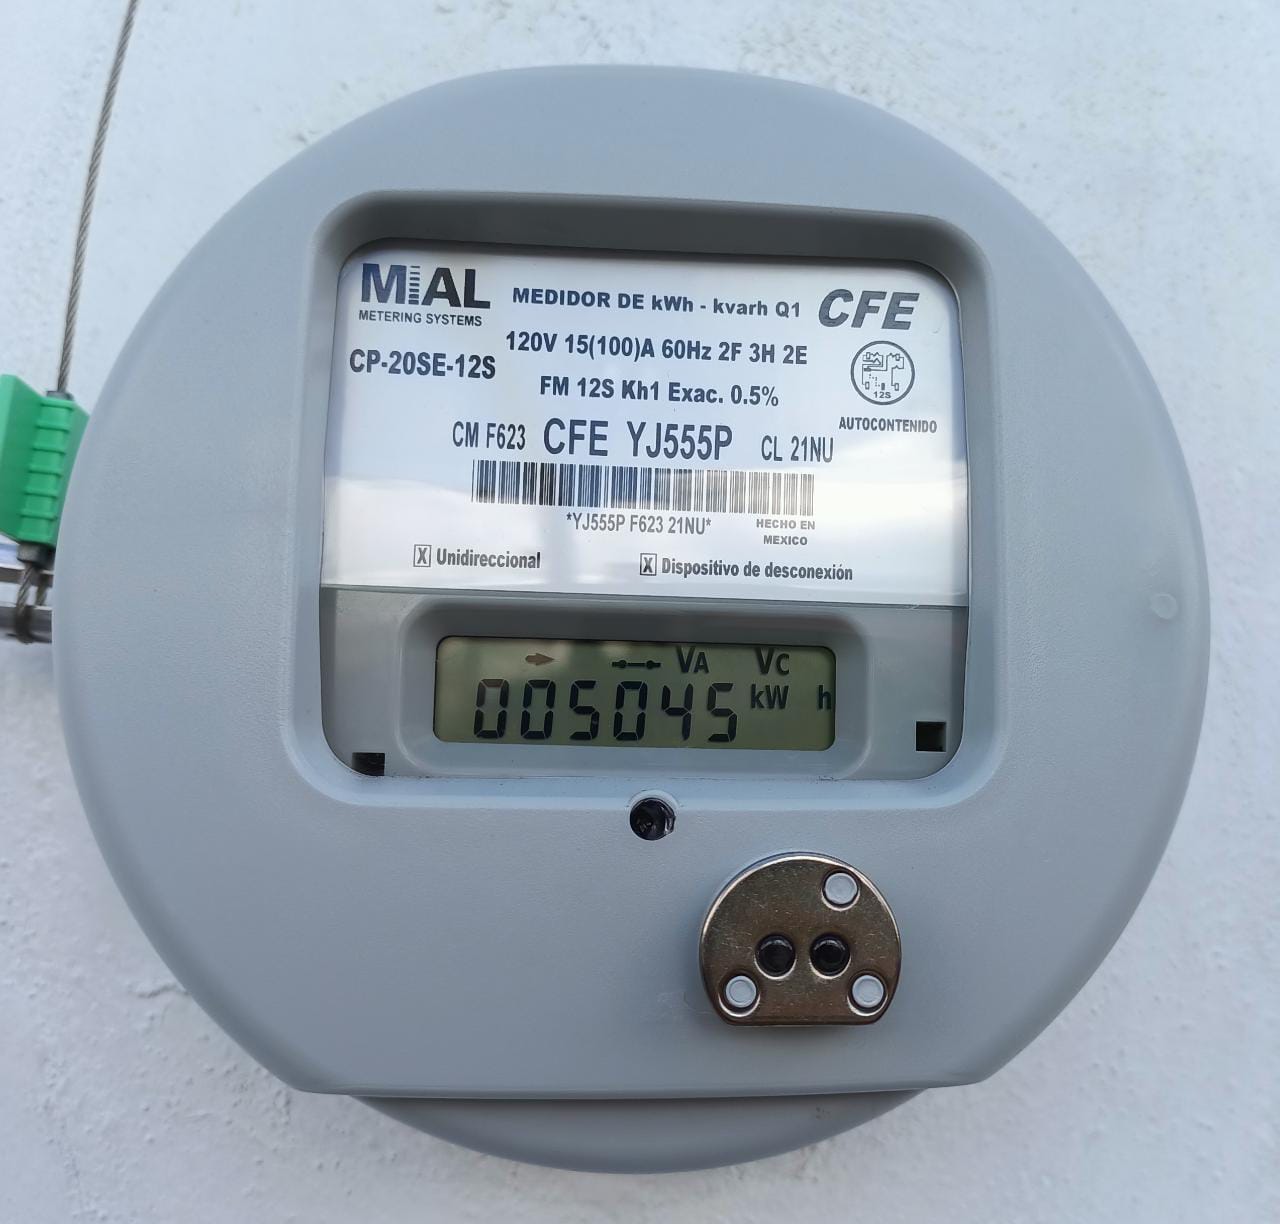 MIAL
METERING SYSTEMS
MEDIDOR DE kWh - kvarh Q1
CFE
120V 15(100)A 60Hz 2F 3H 2E
CP-20SE-12S
FM 12S Kh1 Exac. 0.5%
12S
AUTOCONTENIDO
CM F623 CFE YJ555P CL 21NU
*YJ555P F623 21NU*
HECHO EN
MEXICO
X Unidireccional
X Dispositivo de desconexión
VA VC
005045 kW h